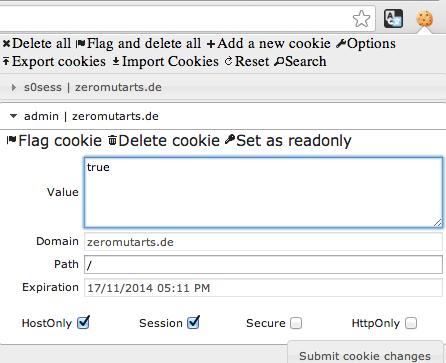 Delete all Flag and delete all Add a new cookie Options
Export cookies Import Cookies Reset Search
s0sess | zeromutarts.de
admin | zeromutarts.de
Flag cookie Delete cookie Set as readonly
Value true
Domain zeromutarts.de
Path /
Expiration 17/11/2014 05:11 PM
HostOnly Session Secure HttpOnly
Submit cookie changes